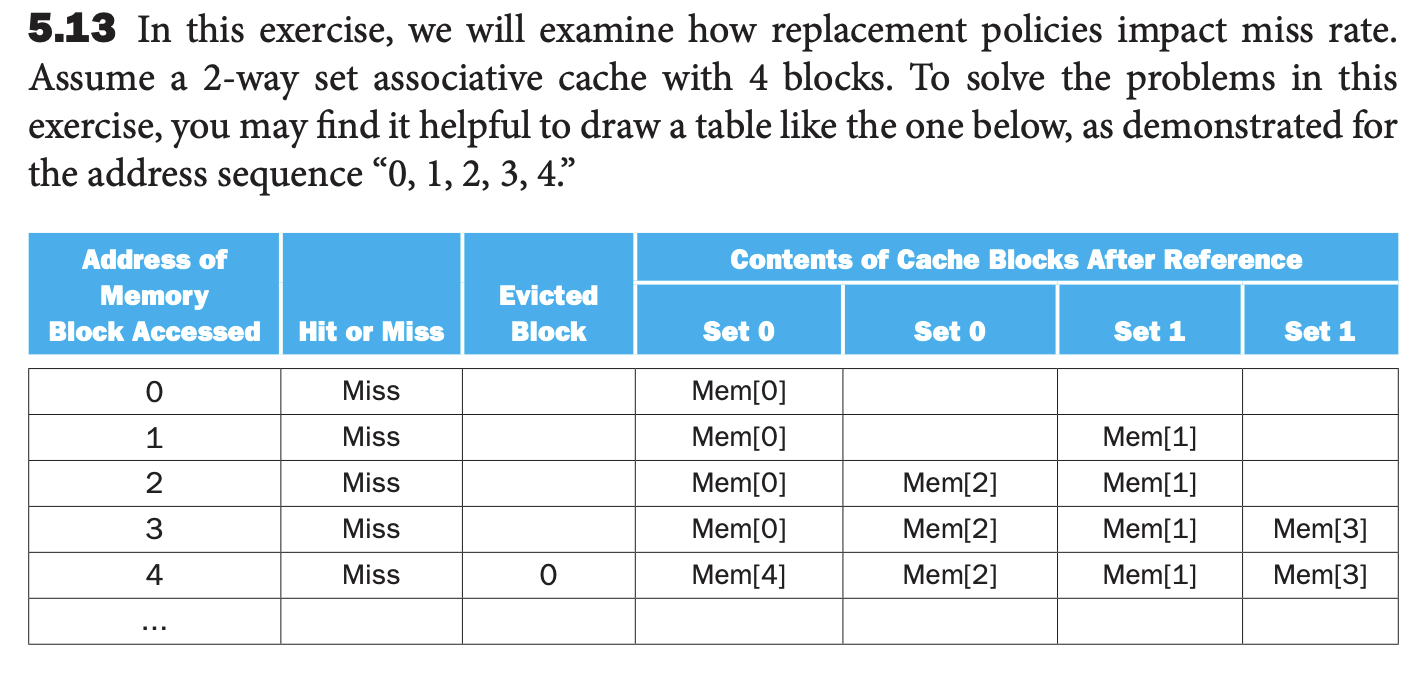 5.13 In this exercise, we will examine how replacement policies impact miss rate.
Assume a 2-way set associative cache with 4 blocks. To solve the problems in this
exercise, you may find it helpful to draw a table like the one below, as demonstrated for
the address sequence “0, 1, 2, 3, 4.”
Address of Memory Block Accessed Hit or Miss Evicted Block Contents of Cache Blocks After Reference
Set 0 Set 0 Set 1 Set 1
0 Miss Mem[0]
1 Miss Mem[0] Mem[1]
2 Miss Mem[0] Mem[2] Mem[1]
3 Miss Mem[0] Mem[2] Mem[1] Mem[3]
4 Miss 0 Mem[4] Mem[2] Mem[1] Mem[3]
...